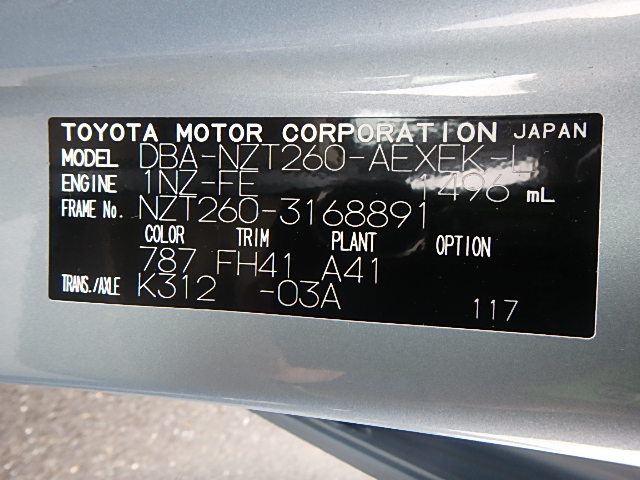 TOYOTA MOTOR CORPORATION JAPAN
MODEL DBA-NZT260-AEXEK-L
ENGINE 1NZ-FE 1496 mL
FRAME No. NZT260-3168891
COLOR TRIM PLANT OPTION
787 FH41 A41
TRANS./AXLE K312 -03A
117